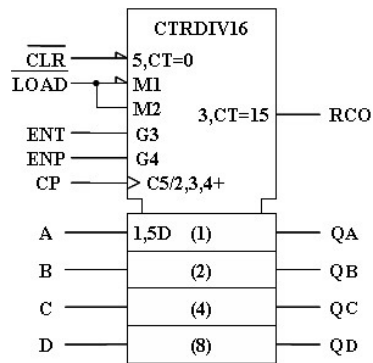 CTRDIV16
CLR 5,CT=0
LOAD M1
M2
3,CT=15 RCO
ENT G3
ENP G4
CP C5/2,3,4+
A 1,5D (1) QA
B (2) QB
C (4) QC
D (8) QD